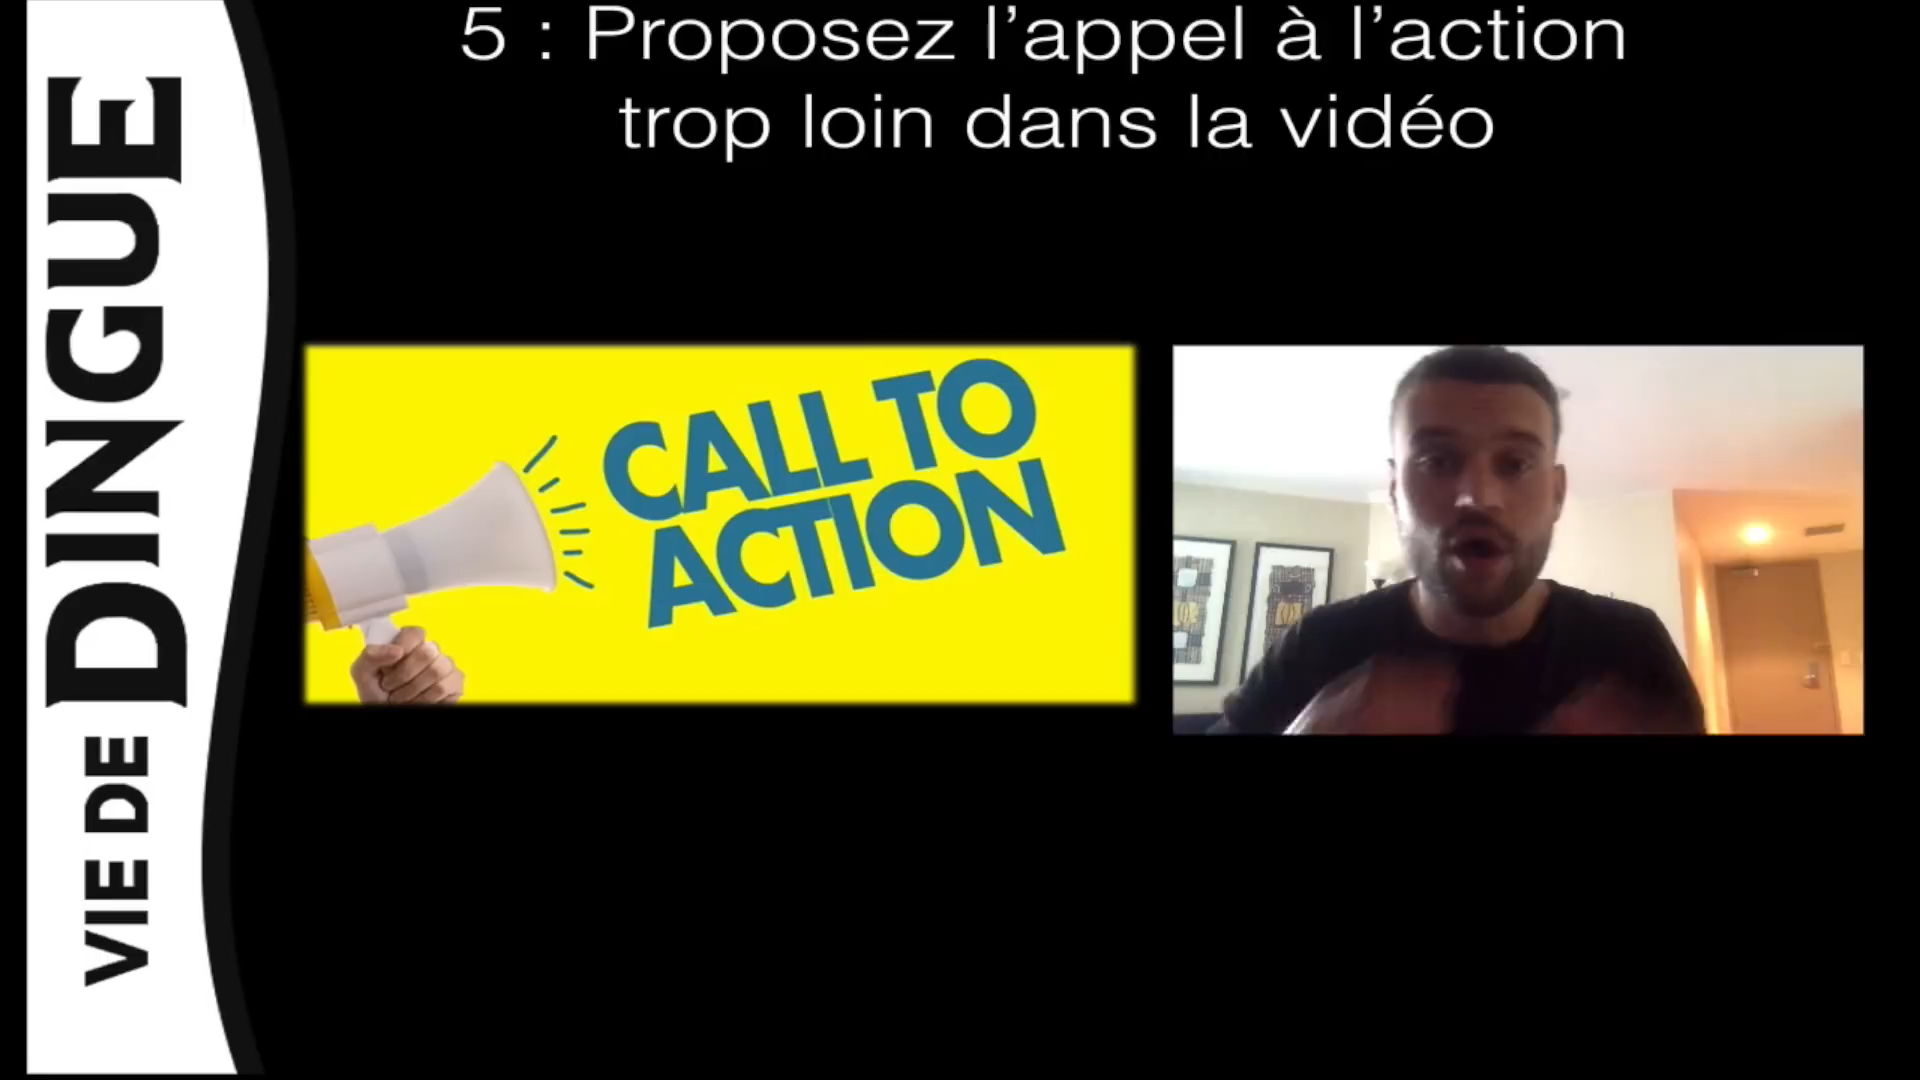 5 : Proposez l’appel à l’action
trop loin dans la vidéo
VIE DE DINGUE
CALL TO
ACTION